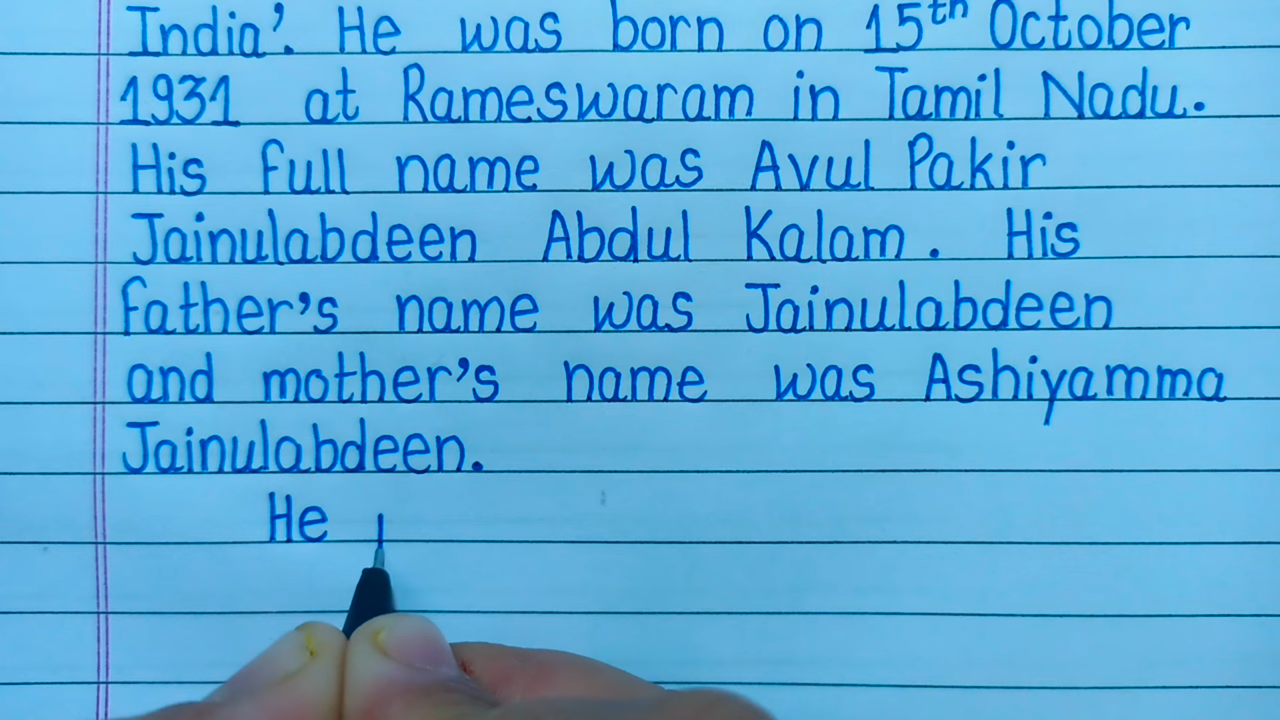 India'. He was born on 15th October
1931 at Rameswaram in Tamil Nadu.
His full name was Avul Pakir
Jainulabdeen Abdul Kalam. His
father's name was Jainulabdeen
and mother's name was Ashiyamma
Jainulabdeen.
He